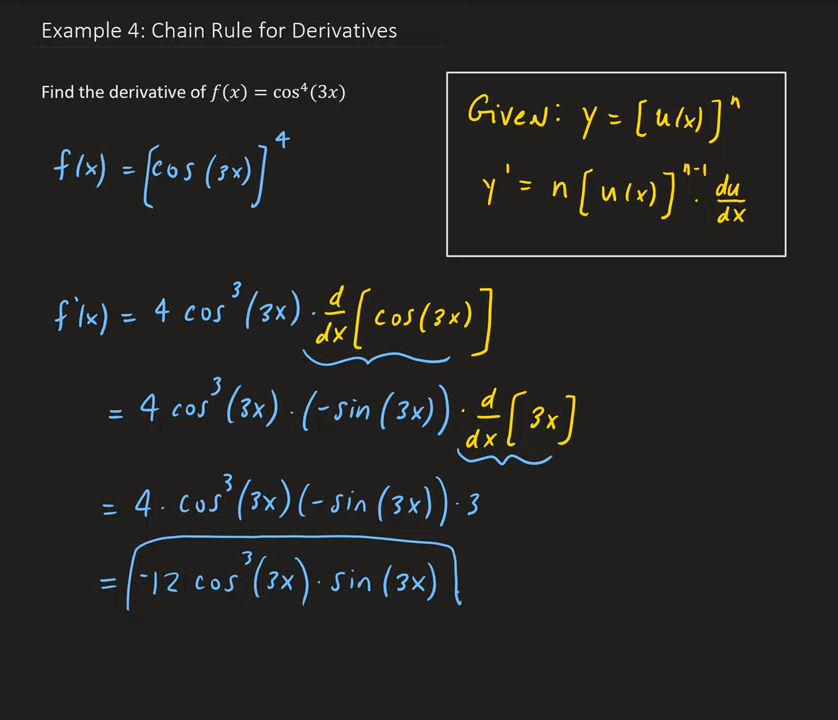 Example 4: Chain Rule for Derivatives
Find the derivative of f(x) = cos⁴(3x)
Given: y = [u(x)]ⁿ
y' = n[u(x)]ⁿ⁻¹ · du/dx
f(x) = [cos(3x)]⁴
f'(x) = 4 cos³(3x) · d/dx[cos(3x)]
= 4 cos³(3x) · (-sin(3x)) · d/dx[3x]
= 4 · cos³(3x)(-sin(3x)) · 3
= -12 cos³(3x) · sin(3x)